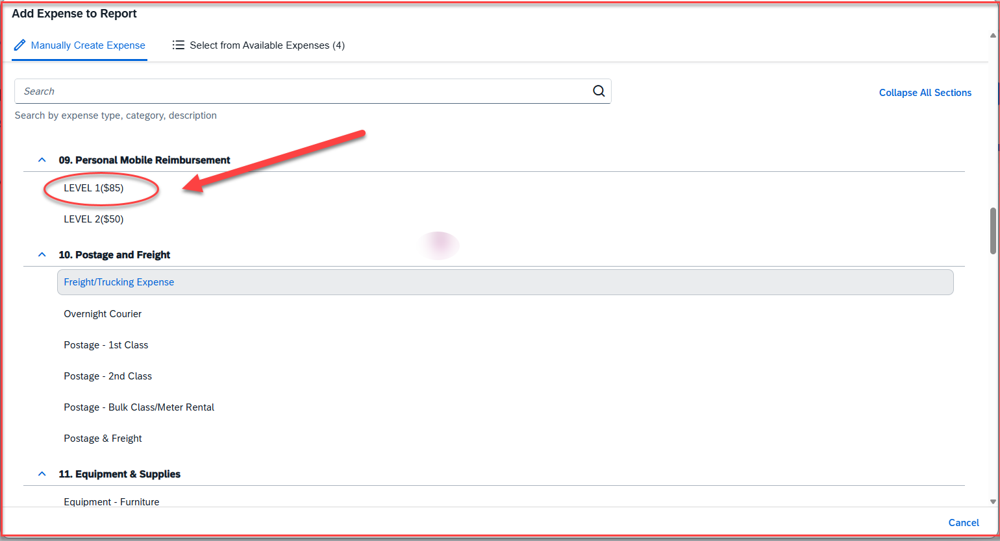 Add Expense to Report
Manually Create Expense
Select from Available Expenses (4)
Search
Collapse All Sections
Search by expense type, category, description
09. Personal Mobile Reimbursement
LEVEL 1($85)
LEVEL 2($50)
10. Postage and Freight
Freight/Trucking Expense
Overnight Courier
Postage - 1st Class
Postage - 2nd Class
Postage - Bulk Class/Meter Rental
Postage & Freight
11. Equipment & Supplies
Equipment - Furniture
Cancel